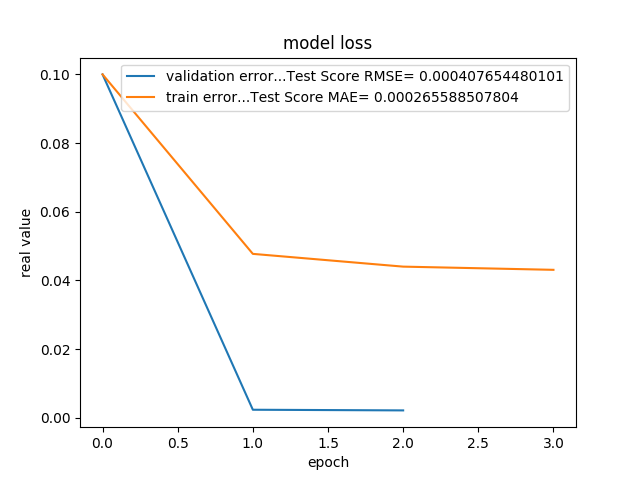 model loss
validation error...Test Score RMSE= 0.000407654480101
train error...Test Score MAE= 0.000265588507804
real value
0.10
0.08
0.06
0.04
0.02
0.00
0.0 0.5 1.0 1.5 2.0 2.5 3.0
epoch